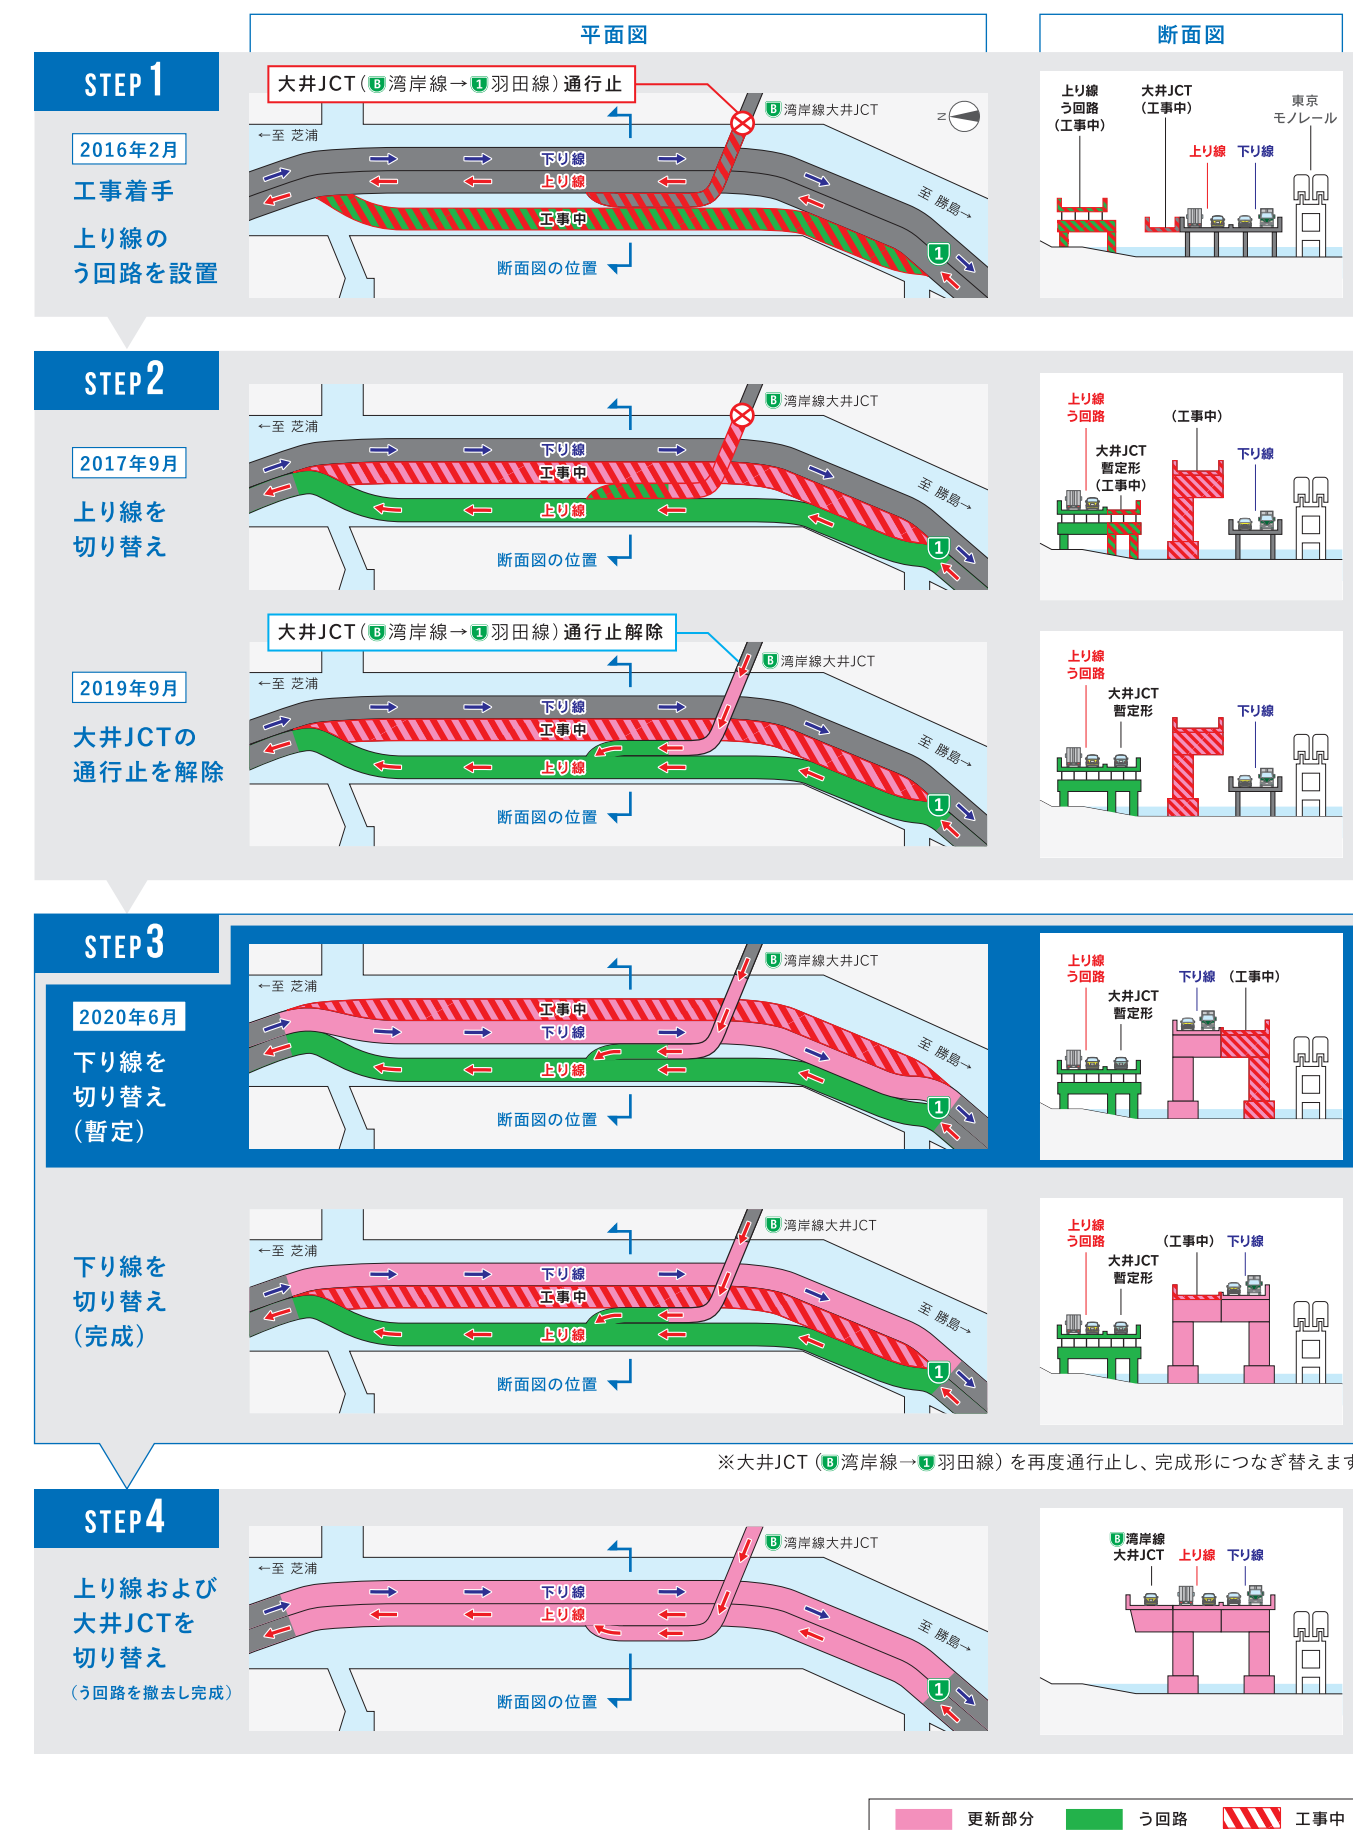 平面図
断面図
STEP1
2016年2月
工事着手
上り線の
う回路を設置
大井JCT(B湾岸線→1羽田線)通行止
B湾岸線大井JCT
N
←至 芝浦
下り線
上り線
工事中
至 勝島→
1
断面図の位置
上り線
う回路
(工事中)
大井JCT
(工事中)
東京
モノレール
上り線
下り線
STEP2
2017年9月
上り線を
切り替え
B湾岸線大井JCT
←至 芝浦
下り線
工事中
上り線
至 勝島→
1
断面図の位置
上り線
う回路
(工事中)
大井JCT
暫定形
(工事中)
下り線
2019年9月
大井JCTの
通行止を解除
大井JCT(B湾岸線→1羽田線)通行止解除
B湾岸線大井JCT
←至 芝浦
下り線
工事中
上り線
至 勝島→
1
断面図の位置
上り線
う回路
大井JCT
暫定形
下り線
STEP3
2020年6月
下り線を
切り替え
(暫定)
B湾岸線大井JCT
←至 芝浦
工事中
下り線
上り線
至 勝島→
1
断面図の位置
上り線
う回路
大井JCT
暫定形
下り線
(工事中)
下り線を
切り替え
(完成)
B湾岸線大井JCT
←至 芝浦
下り線
工事中
上り線
至 勝島→
1
断面図の位置
上り線
う回路
大井JCT
暫定形
(工事中)
下り線
※大井JCT(B湾岸線→1羽田線)を再度通行止し、完成形につなぎ替えます
STEP4
上り線および
大井JCTを
切り替え
(う回路を撤去し完成)
B湾岸線大井JCT
←至 芝浦
下り線
上り線
至 勝島→
1
断面図の位置
B湾岸線
大井JCT
上り線
下り線
更新部分
う回路
工事中